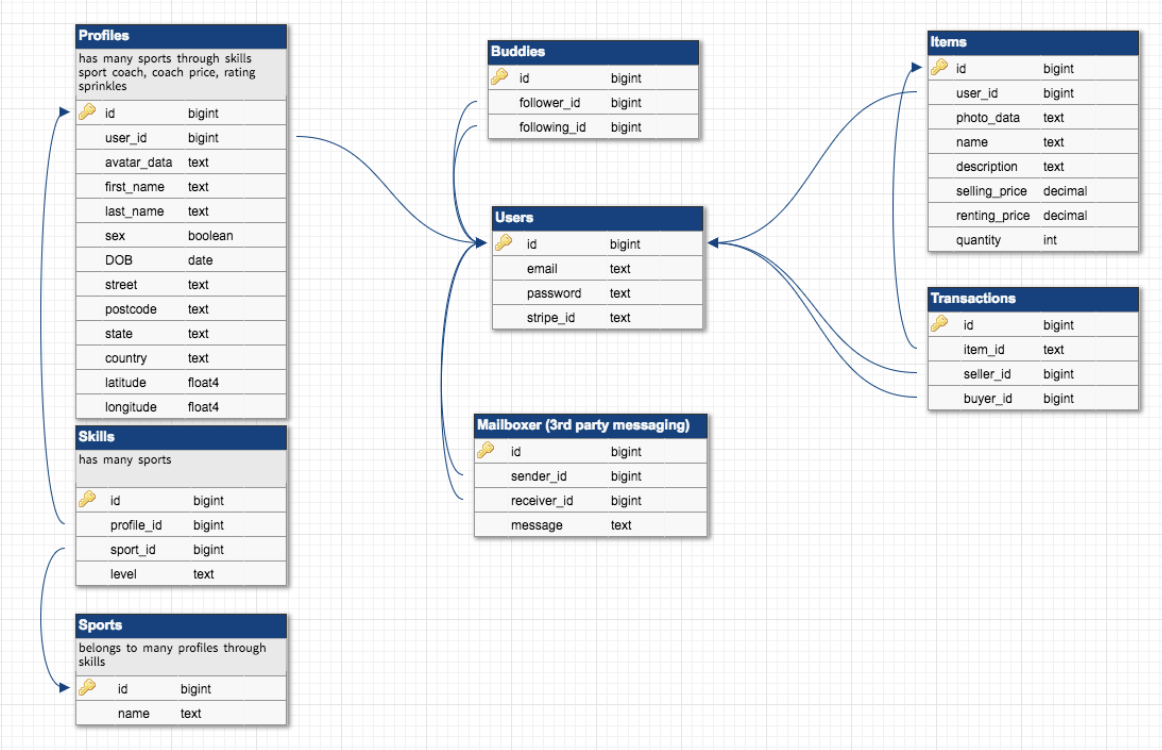 Profiles
has many sports through skills
sport coach, coach price, rating
sprinkles
id bigint
user_id bigint
avatar_data text
first_name text
last_name text
sex boolean
DOB date
street text
postcode text
state text
country text
latitude float4
longitude float4
Skills
has many sports
id bigint
profile_id bigint
sport_id bigint
level text
Sports
belongs to many profiles through
skills
id bigint
name text
Buddies
id bigint
follower_id bigint
following_id bigint
Users
id bigint
email text
password text
stripe_id text
Mailboxer (3rd party messaging)
id bigint
sender_id bigint
receiver_id bigint
message text
Items
id bigint
user_id bigint
photo_data text
name text
description text
selling_price decimal
renting_price decimal
quantity int
Transactions
id bigint
item_id text
seller_id bigint
buyer_id bigint